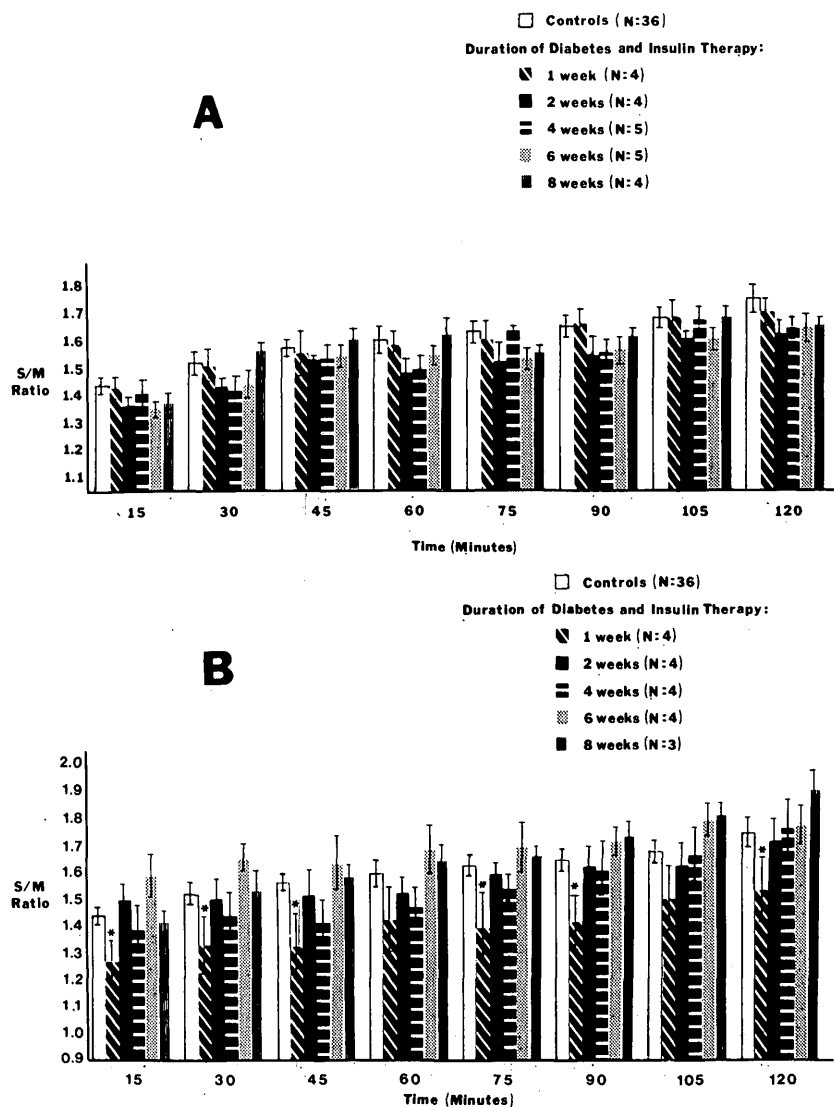 Controls (N:36)
Duration of Diabetes and Insulin Therapy:
1 week (N:4)
2 weeks (N:4)
4 weeks (N:5)
6 weeks (N:5)
8 weeks (N:4)
A
1.8
1.7
1.6
1.5
1.4
1.3
1.2
1.1
S/M
Ratio
15 30 45 60 75 90 105 120
Time (Minutes)
Controls (N:36)
Duration of Diabetes and Insulin Therapy:
1 week (N:4)
2 weeks (N:4)
4 weeks (N:4)
6 weeks (N:4)
8 weeks (N:3)
B
2.0
1.9
1.8
1.7
1.6
1.5
1.4
1.3
1.2
1.1
1.0
0.9
S/M
Ratio
* * * * * *
15 30 45 60 75 90 105 120
Time (Minutes)